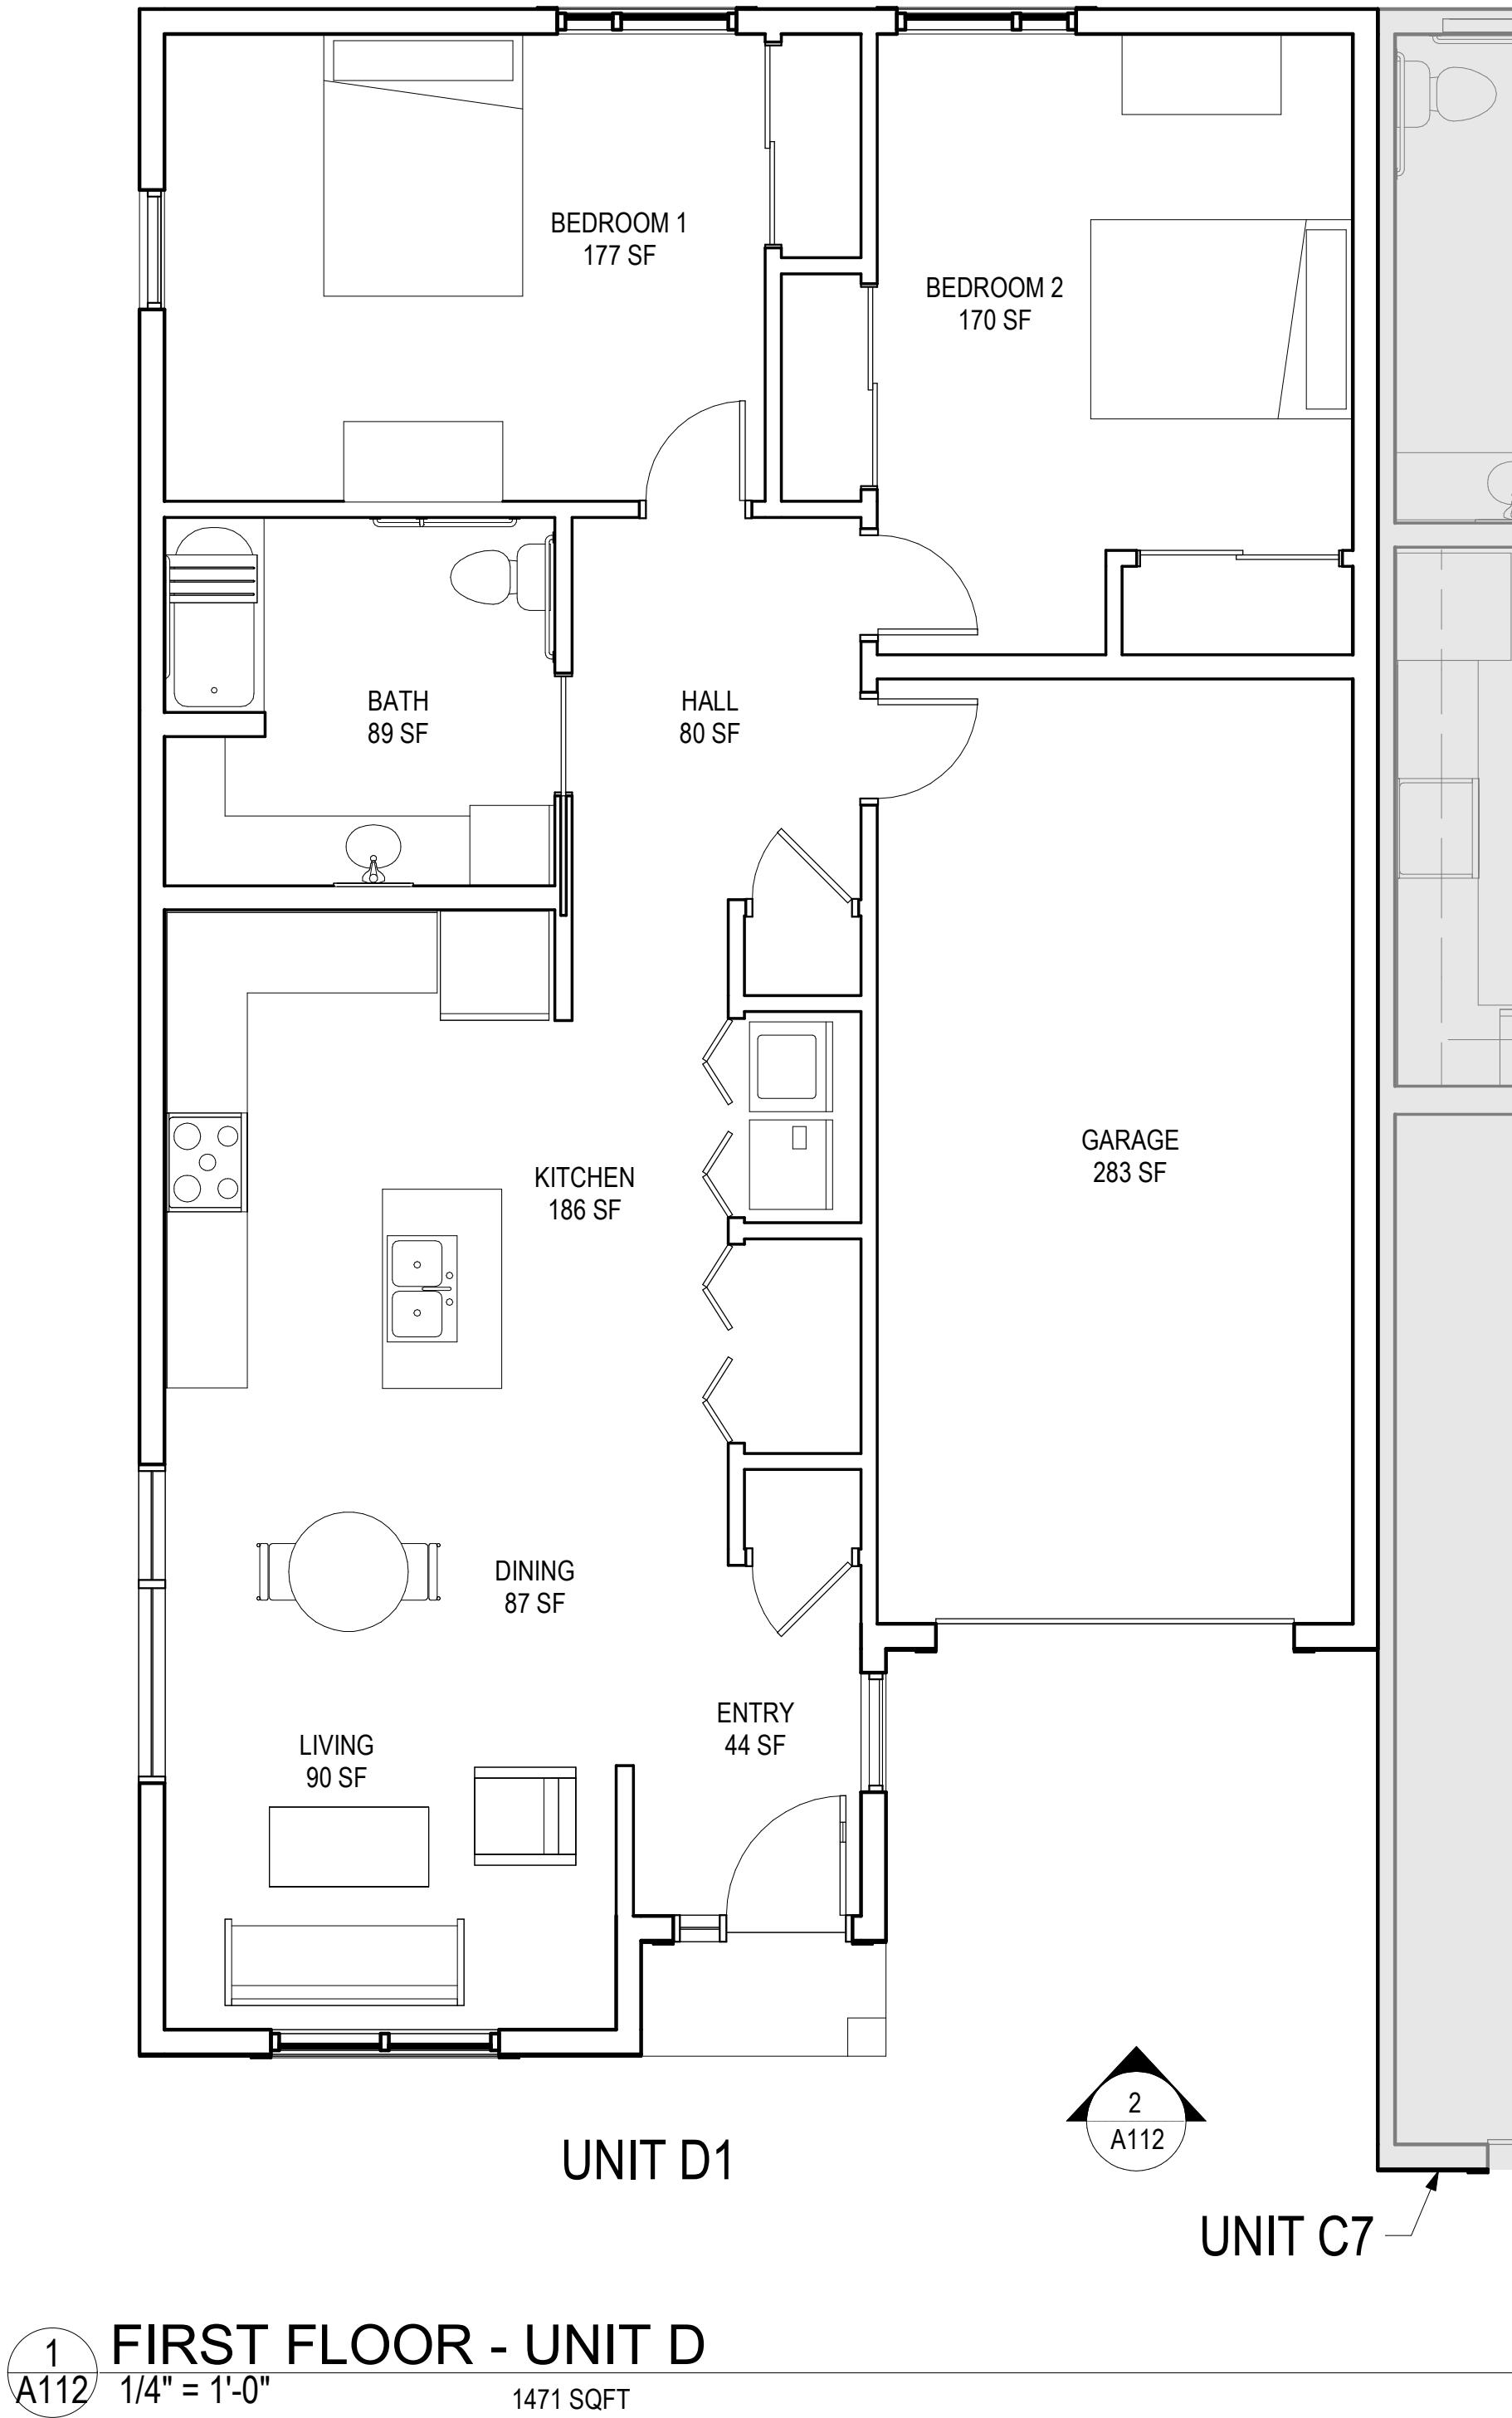 BEDROOM 1
177 SF
BEDROOM 2
170 SF
BATH
89 SF
HALL
80 SF
KITCHEN
186 SF
GARAGE
283 SF
DINING
87 SF
ENTRY
44 SF
LIVING
90 SF
2
A112
UNIT D1
UNIT C7
1
A112
FIRST FLOOR - UNIT D
1/4" = 1'-0"
1471 SQFT